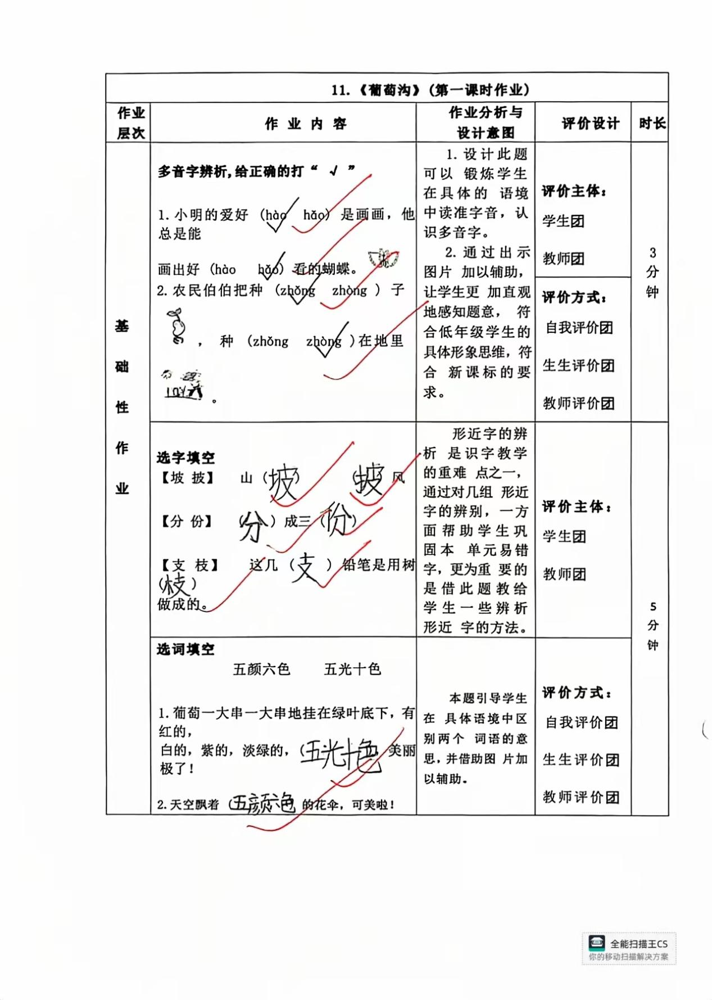 11.《葡萄沟》(第一课时作业)
作业
层次
作 业 内 容
作业分析与
设计意图
评价设计
时长
基
础
性
作
业
多音字辨析,给正确的打“ √ ”
1.小明的爱好（hào hǎo）是画画，他
总是能
画出好（hào hǎo）看的蝴蝶。
2.农民伯伯把种（zhǒng zhòng ）子
， 种 （zhǒng zhòng ）在地里
。
1.设计此题
可以 锻炼学生
在具体的 语境
中读准字音，认
识多音字。
2.通过出示
图片 加以辅助，
让学生更 加直观
地感知题意， 符
合低年级学生的
具体形象思维，符
合 新课标的要
求。
评价主体：
学生团
教师团
评价方式：
自我评价团
生生评价团
教师评价团
3
分
钟
选字填空
【坡 披】 山（坡） （披）风
【分 份】 （分）成三（份）
【支 枝】 这几（支）铅笔是用树
（枝）
做成的。
形近字的辨
析 是识字教学
的重难 点之一，
通过对几组 形近
字的辨别，一方
面帮助学生巩
固本 单元易错
字，更为重 要的
是借此题教给
学生一些辨析
形近 字的方法。
评价主体：
学生团
教师团
5
分
钟
选词填空
五颜六色 五光十色
1.葡萄一大串一大串地挂在绿叶底下，有
红的，
白的，紫的，淡绿的，（五光十色），美丽
极了！
2.天空飘着（五颜六色 的花伞，可美啦！
本题引导学生
在 具体语境中区
别两个 词语的意
思，并借助图 片加
以辅助。
评价方式：
自我评价团
生生评价团
教师评价团
全能扫描王CS
你的移动扫描解决方案